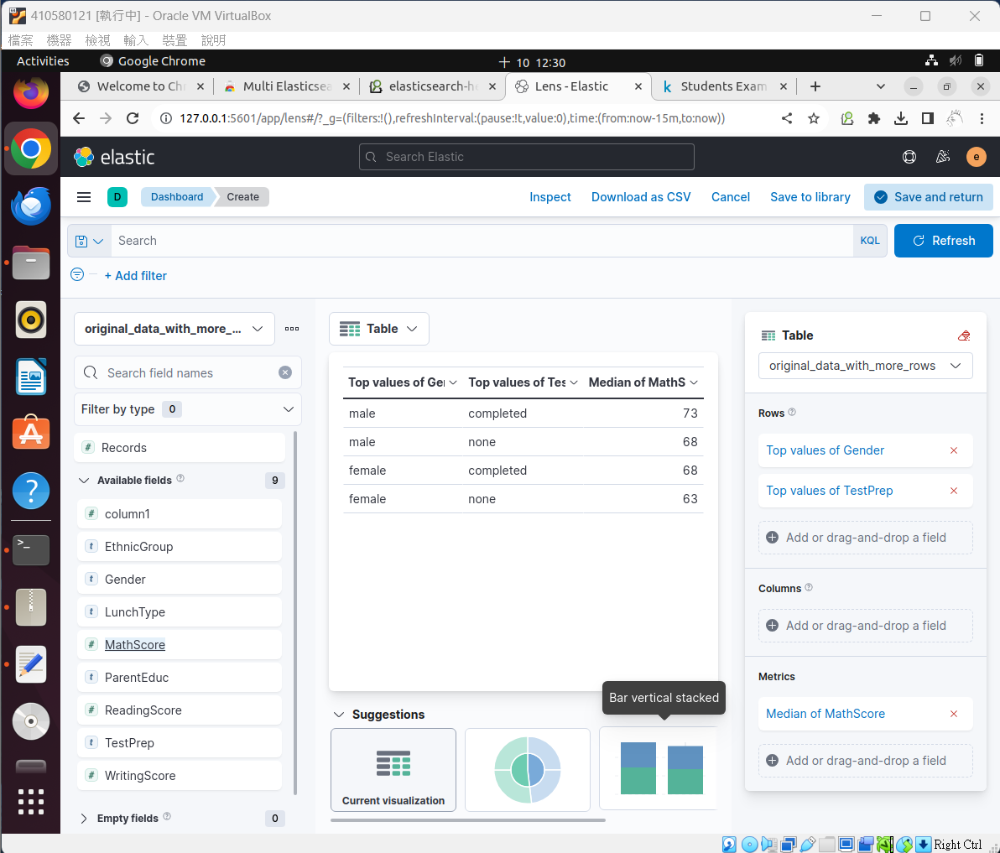 410580121 [執行中] - Oracle VM VirtualBox
檔案 機器 檢視 輸入 裝置 說明
Activities Google Chrome 十 10 12:30
Welcome to Ch Multi Elasticsea elasticsearch-he Lens - Elastic Students Exam
127.0.0.1:5601/app/lens#/?_g=(filters:!(),refreshInterval:(pause:!t,value:0),time:(from:now-15m,to:now))
elastic Search Elastic e
D Dashboard Create Inspect Download as CSV Cancel Save to library Save and return
Search KQL Refresh
+ Add filter
original_data_with_more_...
Search field names
Filter by type 0
# Records
Available fields 9
# column1
t EthnicGroup
t Gender
t LunchType
# MathScore
t ParentEduc
# ReadingScore
t TestPrep
# WritingScore
Empty fields 0
Table
Top values of Ge Top values of Tes Median of MathS
male completed 73
male none 68
female completed 68
female none 63
Bar vertical stacked
Suggestions
Current visualization
Table
original_data_with_more_rows
Rows
Top values of Gender
Top values of TestPrep
Add or drag-and-drop a field
Columns
Add or drag-and-drop a field
Metrics
Median of MathScore
Add or drag-and-drop a field
Right Ctrl